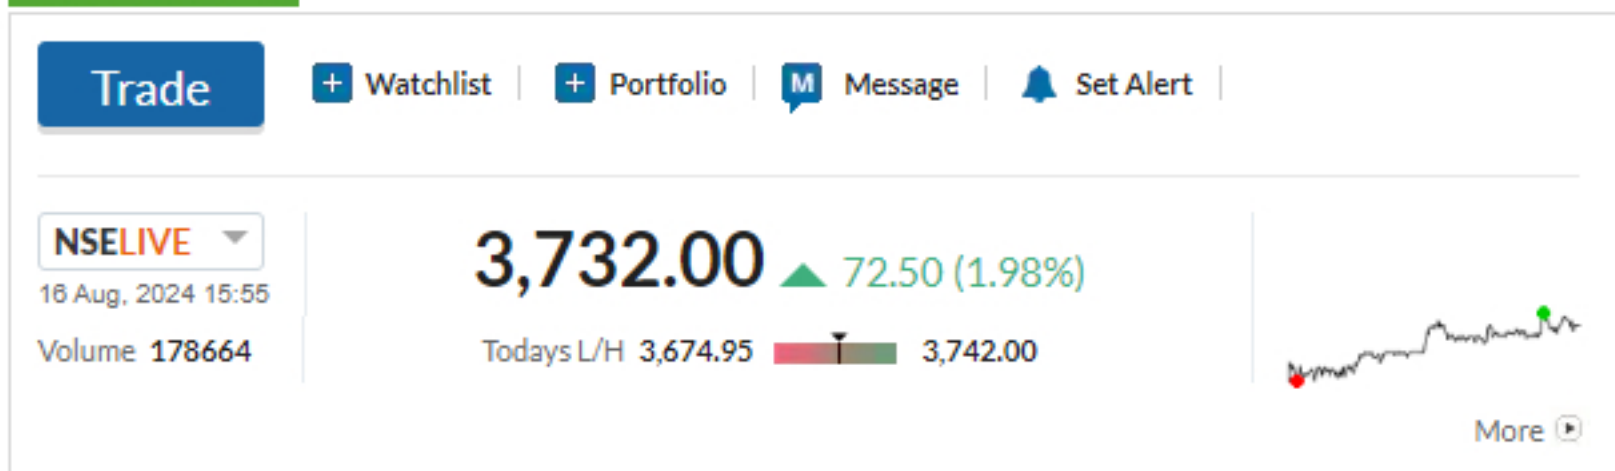 Trade + Watchlist + Portfolio M Message Set Alert
NSELIVE
3,732.00 72.50 (1.98%)
16 Aug, 2024 15:55
Volume 178664
Todays L/H 3,674.95 3,742.00
More